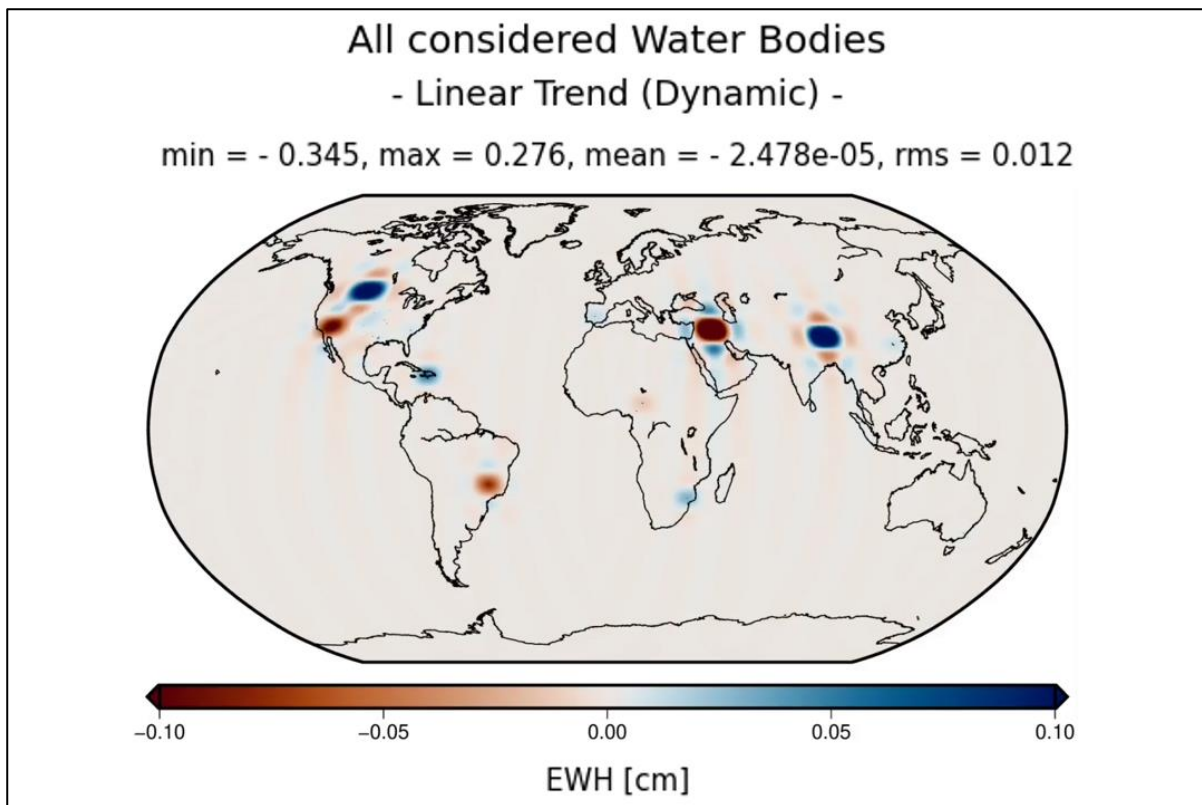 All considered Water Bodies
- Linear Trend (Dynamic) -
min = - 0.345, max = 0.276, mean = - 2.478e-05, rms = 0.012
−0.10 −0.05 0.00 0.05 0.10
EWH [cm]